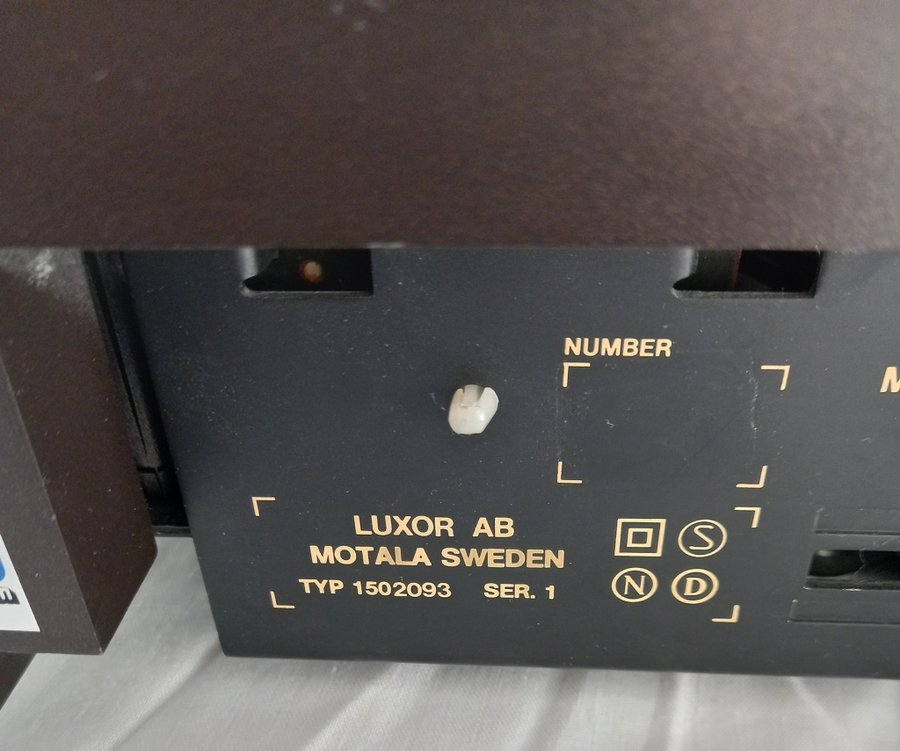 NUMBER
M
LUXOR AB
MOTALA SWEDEN
TYP 1502093 SER. 1
S
N D